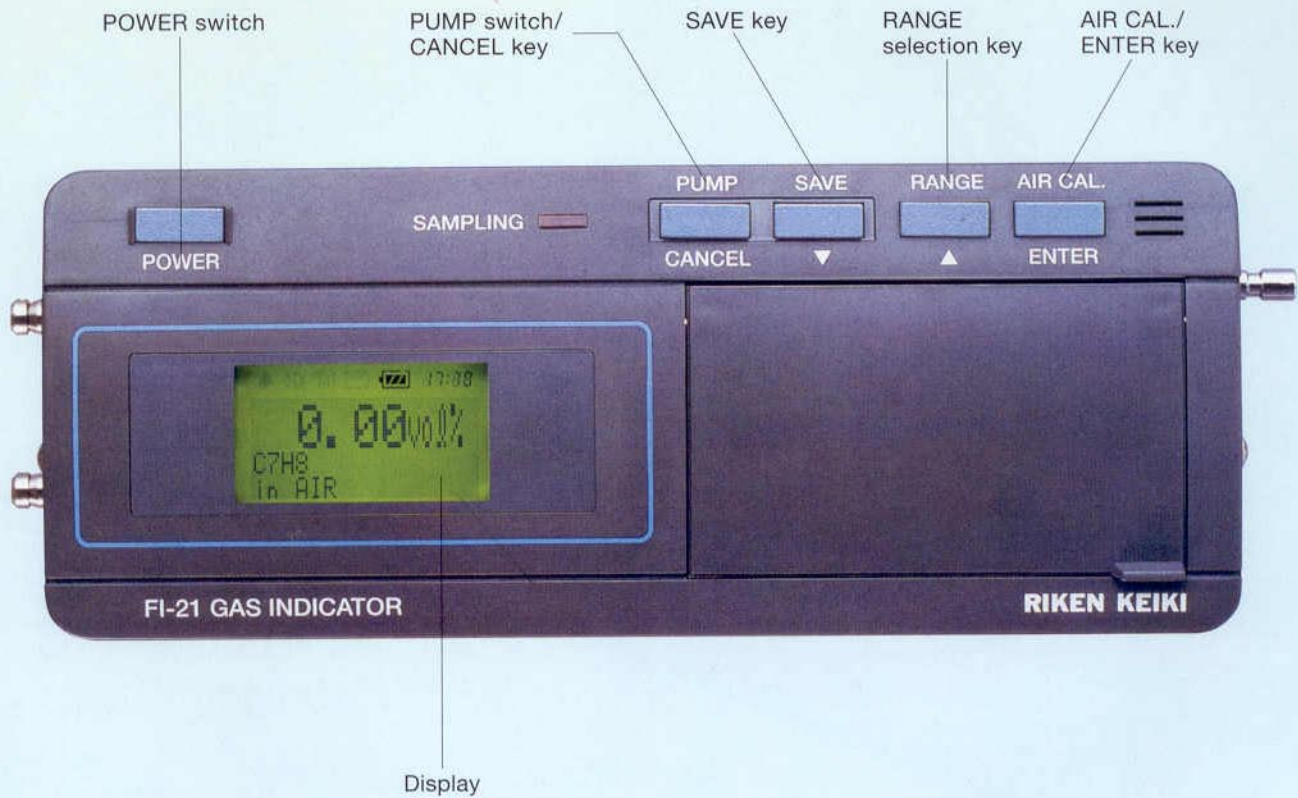 POWER switch
PUMP switch/
CANCEL key
SAVE key
RANGE
selection key
AIR CAL./
ENTER key
PUMP
SAVE
RANGE
AIR CAL.
SAMPLING
POWER
CANCEL
▼
▲
ENTER
17:08
0.00vol%
C7H8
in AIR
FI-21 GAS INDICATOR
RIKEN KEIKI
Display